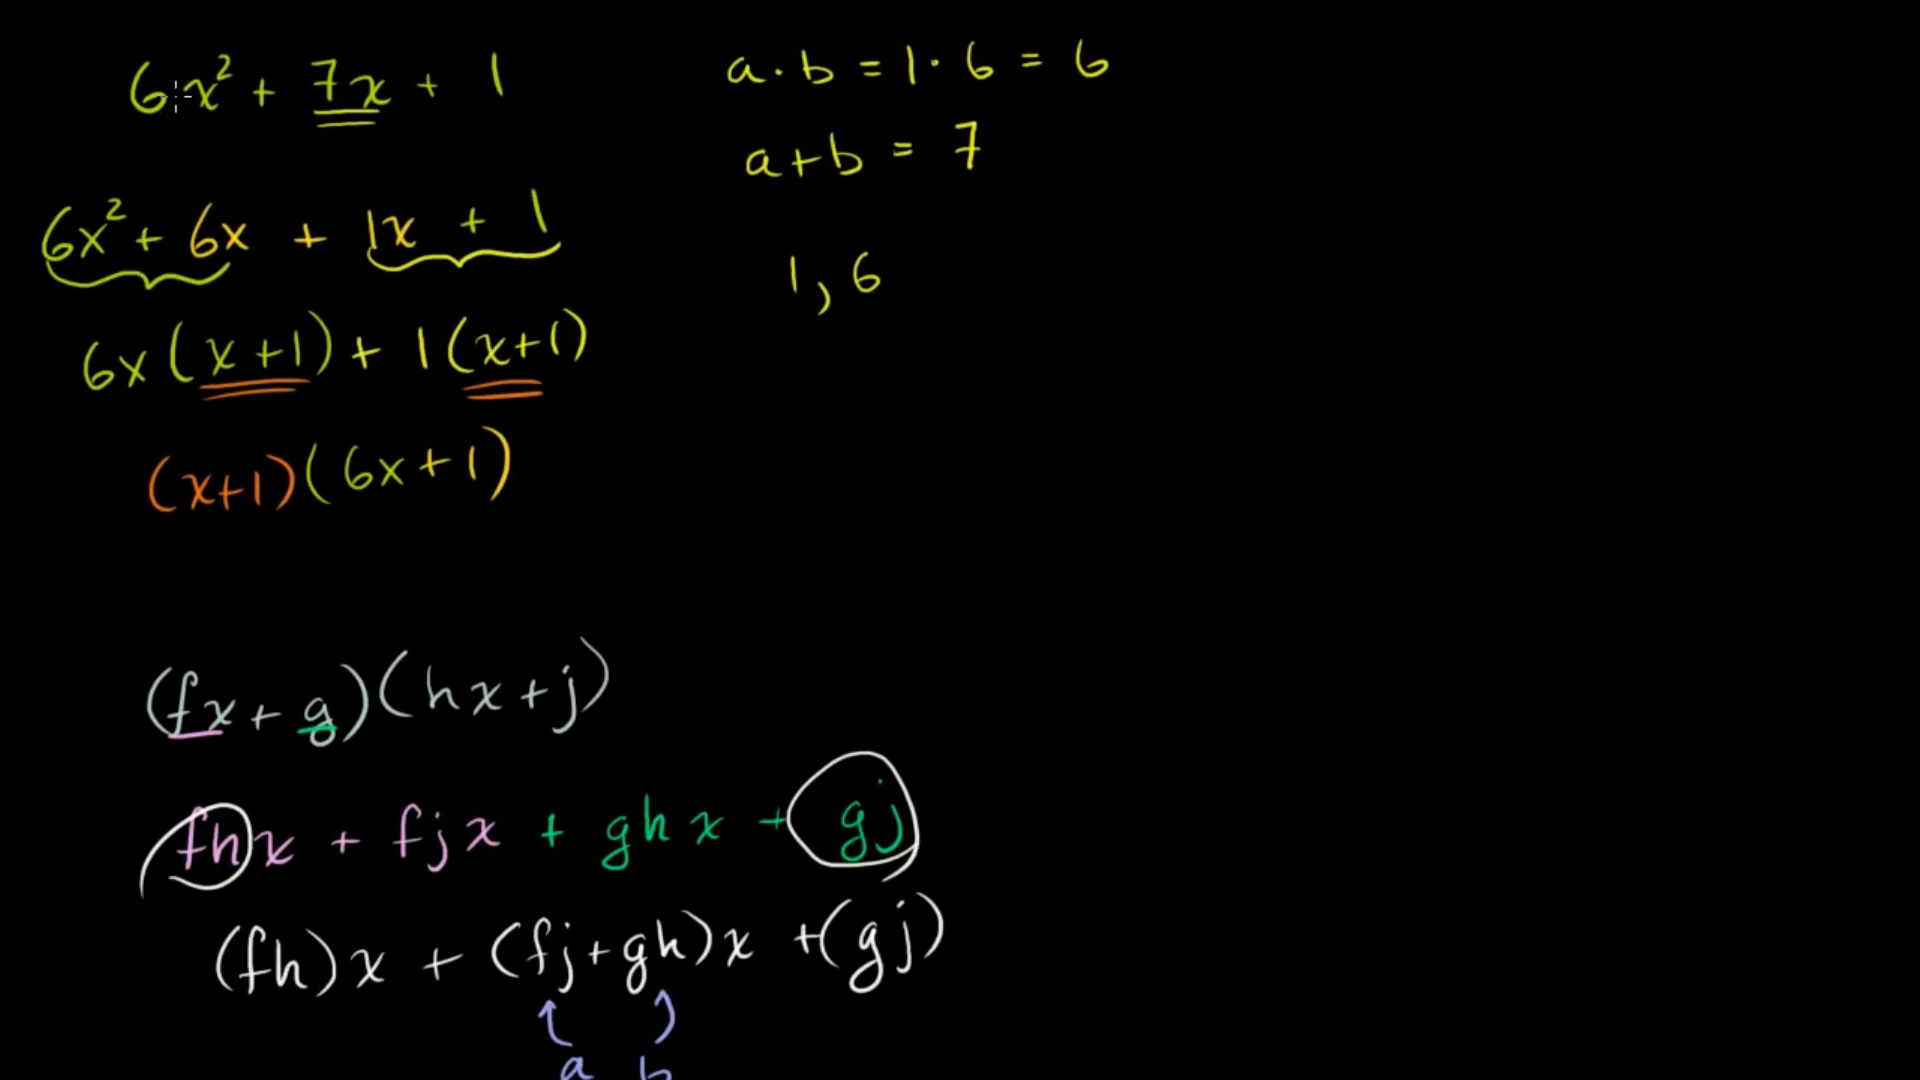 6x² + 7x + 1
6x² + 6x + 1x + 1
6x(x+1) + 1(x+1)
(x+1)(6x+1)
a·b = 1·6 = 6
a+b = 7
1, 6
(fx+g)(hx+j)
fhx + fjx + ghx + gj
(fh)x + (fj+gh)x + (gj)
a b